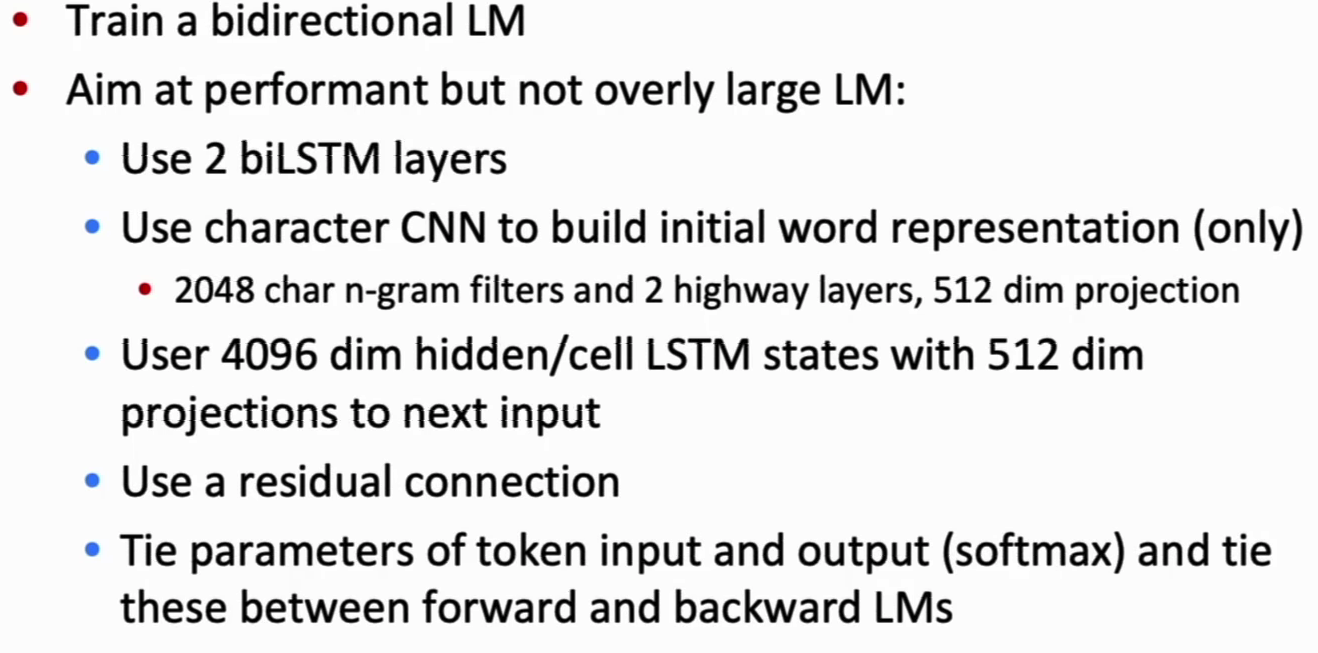 • Train a bidirectional LM
• Aim at performant but not overly large LM:
• Use 2 biLSTM layers
• Use character CNN to build initial word representation (only)
• 2048 char n-gram filters and 2 highway layers, 512 dim projection
• User 4096 dim hidden/cell LSTM states with 512 dim
projections to next input
• Use a residual connection
• Tie parameters of token input and output (softmax) and tie
these between forward and backward LMs